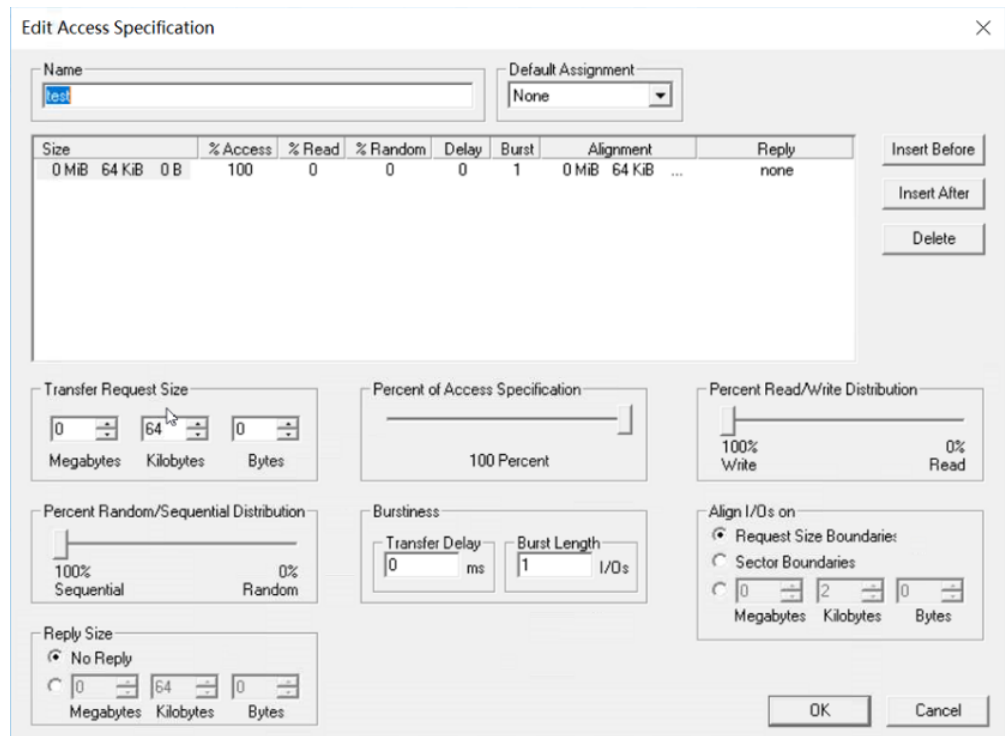 Edit Access Specification
Name
Default Assignment
test
None
Size % Access % Read % Random Delay Burst Alignment Reply
0 MiB 64 KiB 0 B 100 0 0 0 1 0 MiB 64 KiB ... none
Insert Before
Insert After
Delete
Transfer Request Size
0 64 0
Megabytes Kilobytes Bytes
Percent of Access Specification
100 Percent
Percent Read/Write Distribution
100% 0%
Write Read
Percent Random/Sequential Distribution
100% 0%
Sequential Random
Burstiness
Transfer Delay Burst Length
0 ms 1 I/Os
Align I/Os on
Request Size Boundaries
Sector Boundaries
0 2 0
Megabytes Kilobytes Bytes
Reply Size
No Reply
0 64 0
Megabytes Kilobytes Bytes
OK Cancel